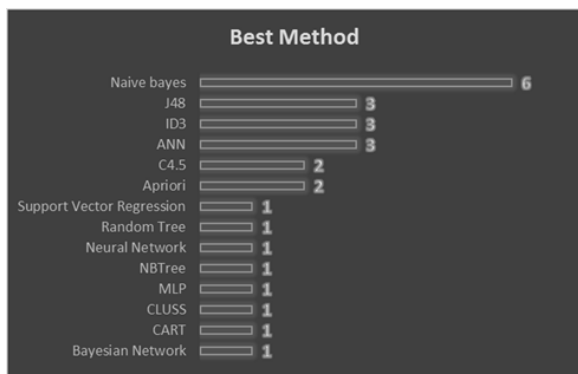 Best Method
Naive bayes 6
J48 3
ID3 3
ANN 3
C4.5 2
Apriori 2
Support Vector Regression 1
Random Tree 1
Neural Network 1
NBTree 1
MLP 1
CLUSS 1
CART 1
Bayesian Network 1